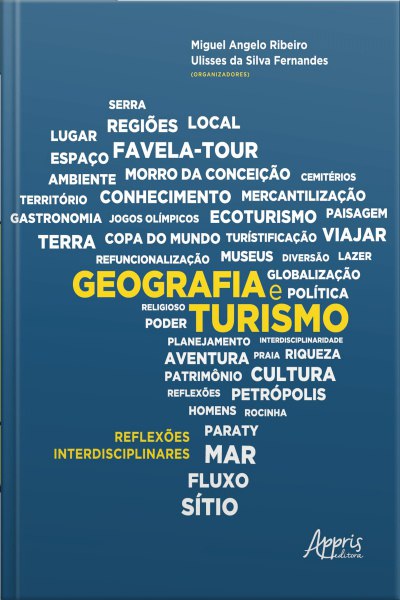 Miguel Angelo Ribeiro
Ulisses da Silva Fernandes
(ORGANIZADORES)
SERRA
REGIÕES LOCAL
LUGAR
ESPAÇO FAVELA-TOUR
AMBIENTE MORRO DA CONCEIÇÃO CEMITÉRIOS
TERRITÓRIO CONHECIMENTO MERCANTILIZAÇÃO
GASTRONOMIA JOGOS OLÍMPICOS ECOTURISMO PAISAGEM
TERRA COPA DO MUNDO TURÍSTIFICAÇÃO VIAJAR
REFUNCIONALIZAÇÃO MUSEUS DIVERSÃO LAZER
GLOBALIZAÇÃO
GEOGRAFIA e POLÍTICA
RELIGIOSO
PODER TURISMO
PLANEJAMENTO INTERDISCIPLINARIDADE
AVENTURA PRAIA RIQUEZA
PATRIMÔNIO CULTURA
REFLEXÕES PETRÓPOLIS
HOMENS ROCINHA
PARATY
REFLEXÕES
INTERDISCIPLINARES
MAR
FLUXO
SÍTIO
Appris
editora